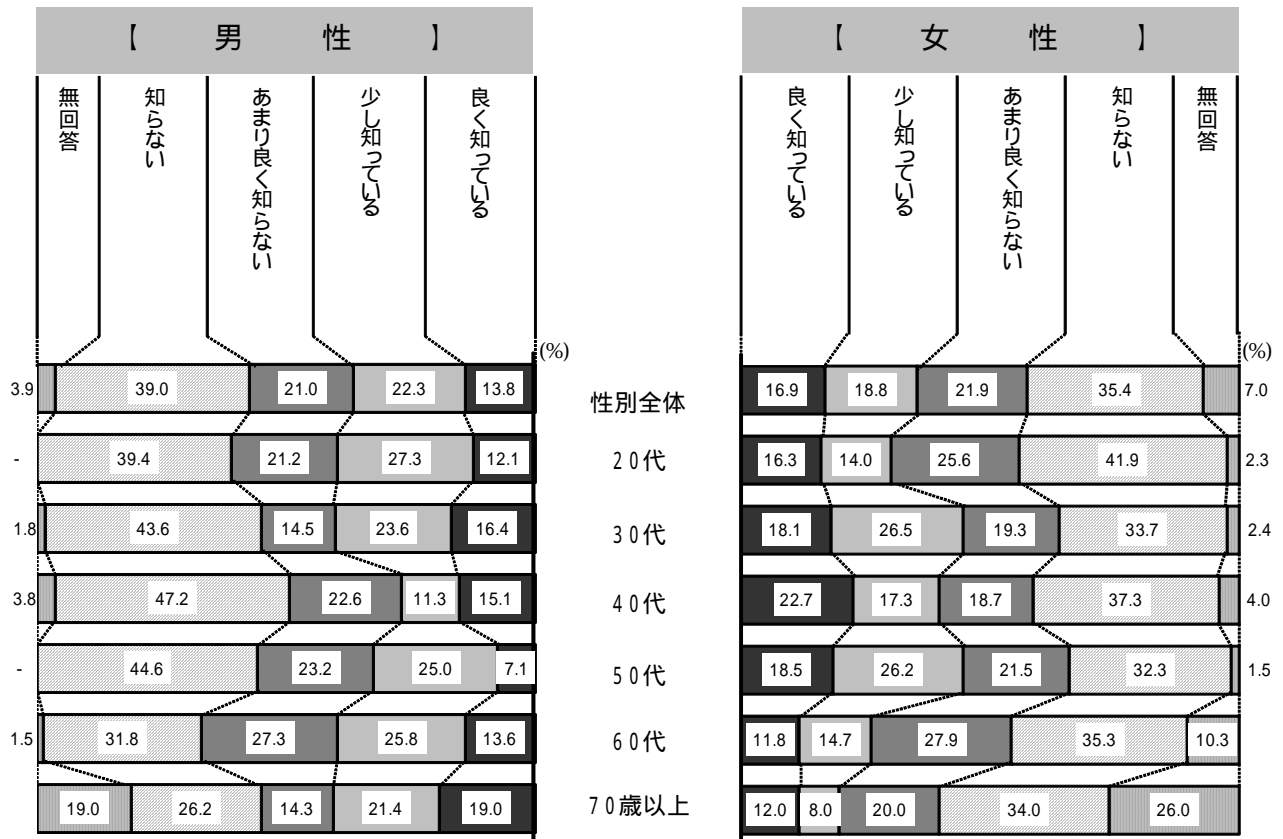 【 男 性 】
【 女 性 】
無回答
知らない
あまり良く知らない
少し知っている
良く知っている
良く知っている
少し知っている
あまり良く知らない
知らない
無回答
(%)
(%)
3.9 39.0 21.0 22.3 13.8 性別全体 16.9 18.8 21.9 35.4 7.0
- 39.4 21.2 27.3 12.1 20代 16.3 14.0 25.6 41.9 2.3
1.8 43.6 14.5 23.6 16.4 30代 18.1 26.5 19.3 33.7 2.4
3.8 47.2 22.6 11.3 15.1 40代 22.7 17.3 18.7 37.3 4.0
- 44.6 23.2 25.0 7.1 50代 18.5 26.2 21.5 32.3 1.5
1.5 31.8 27.3 25.8 13.6 60代 11.8 14.7 27.9 35.3 10.3
19.0 26.2 14.3 21.4 19.0 70歳以上 12.0 8.0 20.0 34.0 26.0